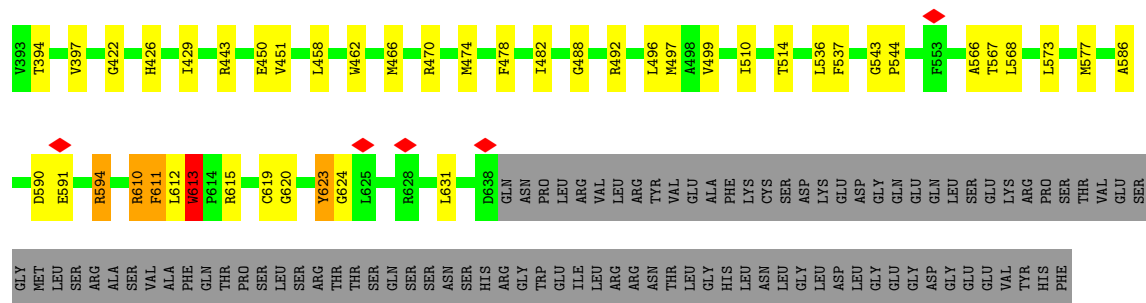 V393 T394 V397 G422 H426 I429 R443 E450 V451 L458 W462 M466 R470 M474 F478 I482 G488 R492 L496 M497 A498 V499 I510 T514 L536 F537 G543 P544 F553 A566 T567 L568 L573 M577 A586
D590 E591 R594 R610 F611 L612 W613 P614 R615 C619 G620 Y623 G624 L625 R628 L631 D638 GLN ASN PRO LEU ARG VAL LEU ARG TYR VAL GLU ALA PHE LYS CYS SER ASP LYS GLU ASP GLY GLN GLU GLN LEU SER GLU LYS ARG PRO SER THR VAL GLU SER
GLY MET LEU SER ARG ALA SER VAL ALA PHE GLN THR PRO SER LEU SER ARG THR THR SER GLN SER SER ASN SER HIS ARG GLY TRP GLU ILE LEU ARG ARG ASN THR LEU GLY HIS LEU ASN LEU GLY LEU ASP LEU GLY GLU GLY ASP GLY GLU GLU VAL TYR HIS PHE